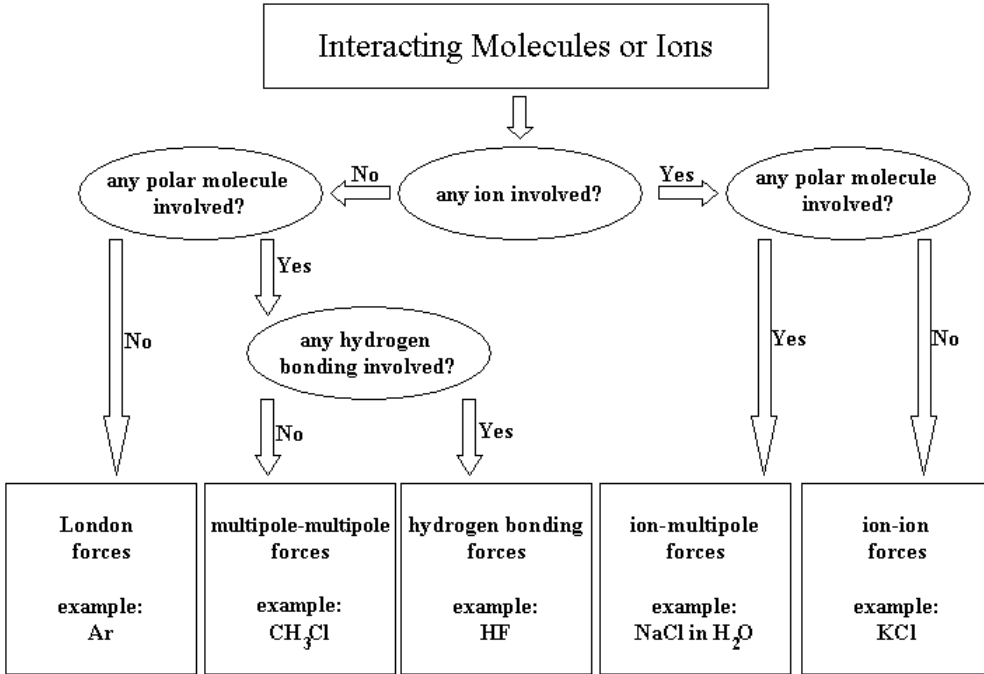 Interacting Molecules or Ions
any polar molecule
involved?
No
any ion involved?
Yes
any polar molecule
involved?
No
Yes
any hydrogen
bonding involved?
No
Yes
Yes
No
London
forces
example:
Ar
multipole-multipole
forces
example:
CH₃Cl
hydrogen bonding
forces
example:
HF
ion-multipole
forces
example:
NaCl in H₂O
ion-ion
forces
example:
KCl